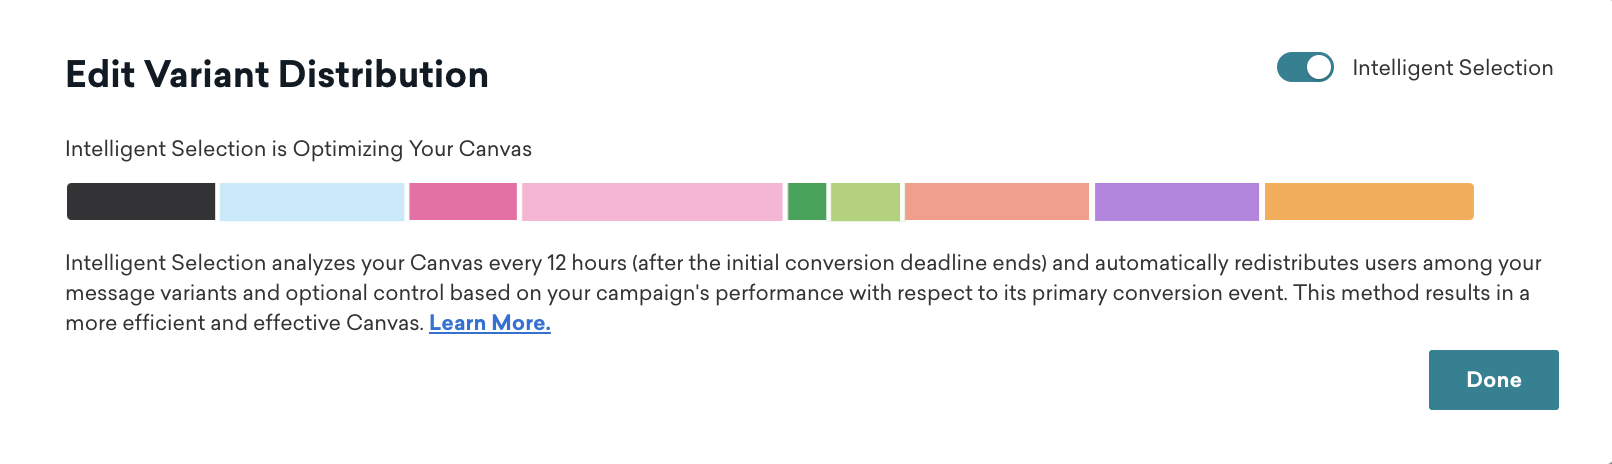 Edit Variant Distribution
Intelligent Selection
Intelligent Selection is Optimizing Your Canvas
Intelligent Selection analyzes your Canvas every 12 hours (after the initial conversion deadline ends) and automatically redistributes users among your
message variants and optional control based on your campaign's performance with respect to its primary conversion event. This method results in a
more efficient and effective Canvas. Learn More.
Done